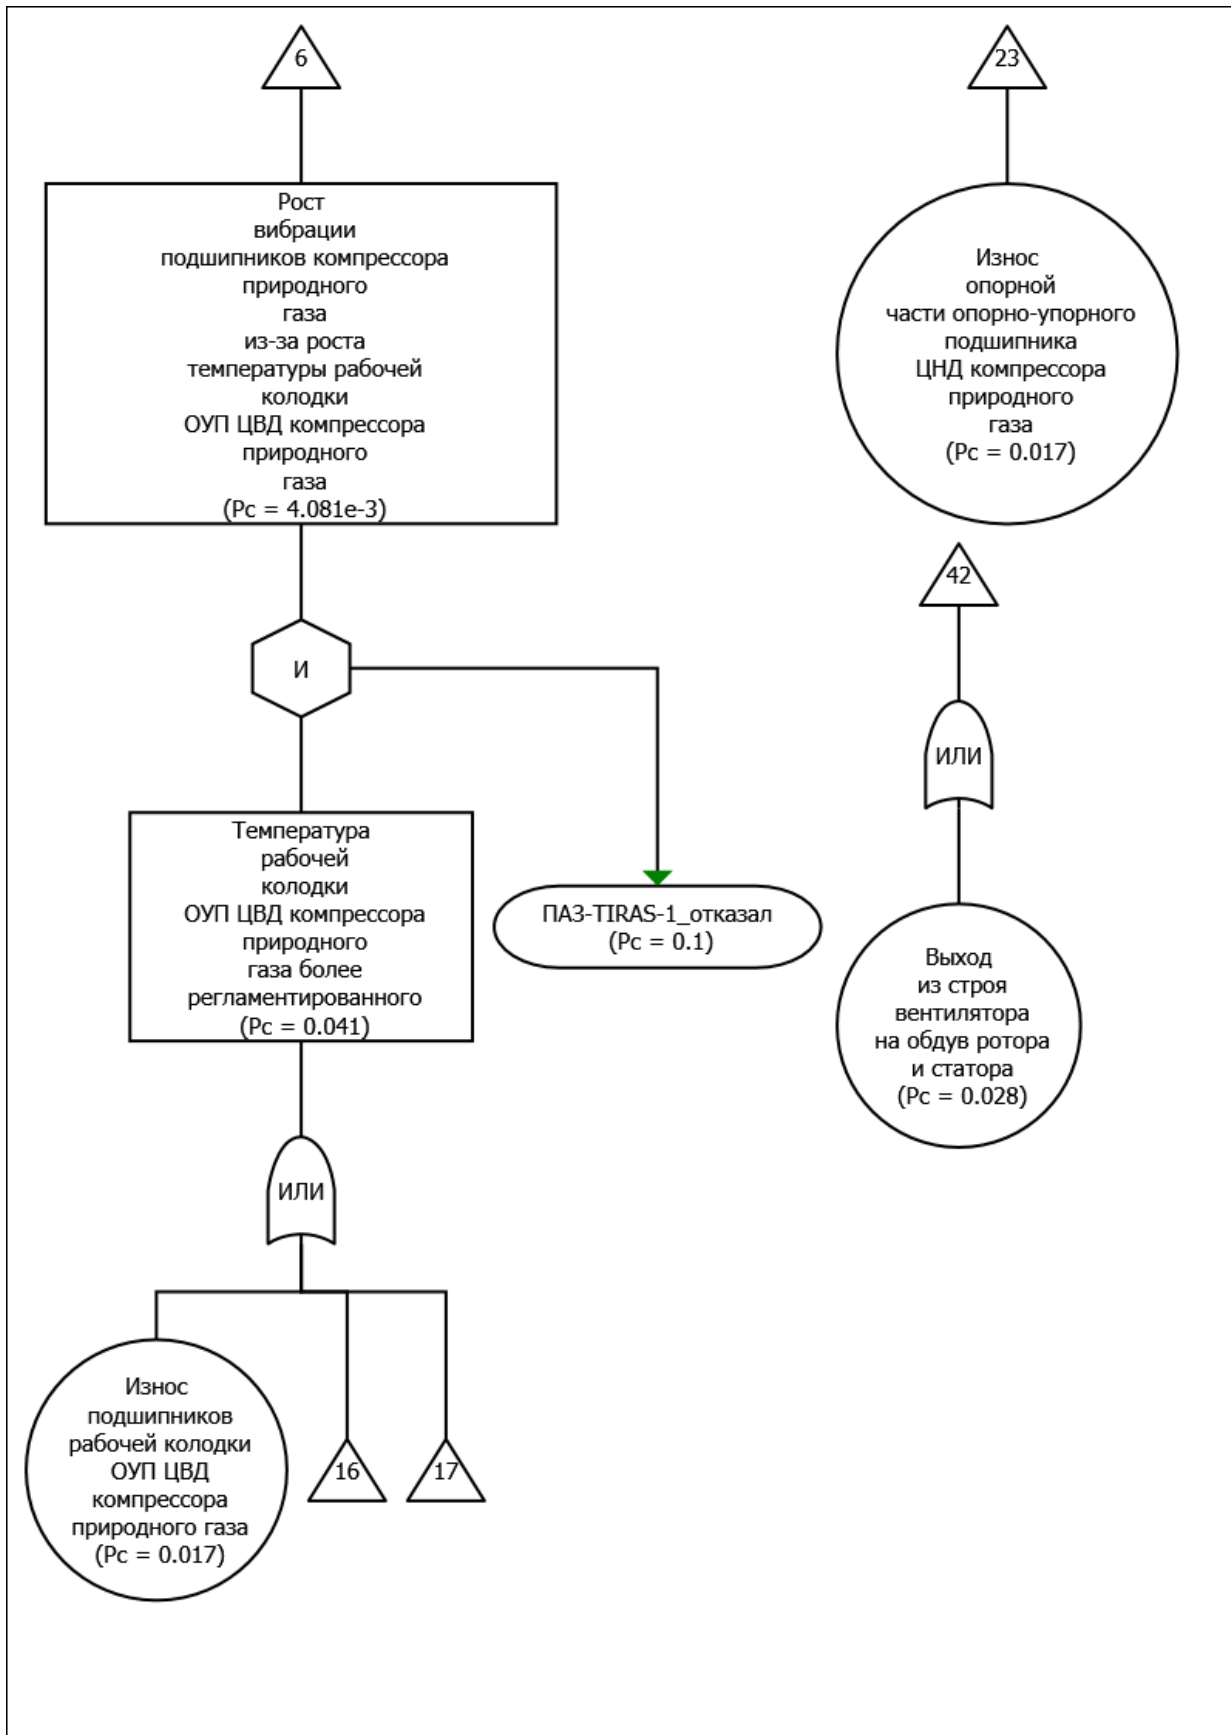 6
Рост
вибрации
подшипников компрессора
природного
газа
из-за роста
температуры рабочей
колодки
ОУП ЦВД компрессора
природного
газа
(Pc = 4.081e-3)
И
Температура
рабочей
колодки
ОУП ЦВД компрессора
природного
газа более
регламентированного
(Pc = 0.041)
ПАЗ-TIRAS-1_отказал
(Pc = 0.1)
ИЛИ
Износ
подшипников
рабочей колодки
ОУП ЦВД
компрессора
природного газа
(Pc = 0.017)
16
17
23
Износ
опорной
части опорно-упорного
подшипника
ЦНД компрессора
природного
газа
(Pc = 0.017)
42
ИЛИ
Выход
из строя
вентилятора
на обдув ротора
и статора
(Pc = 0.028)